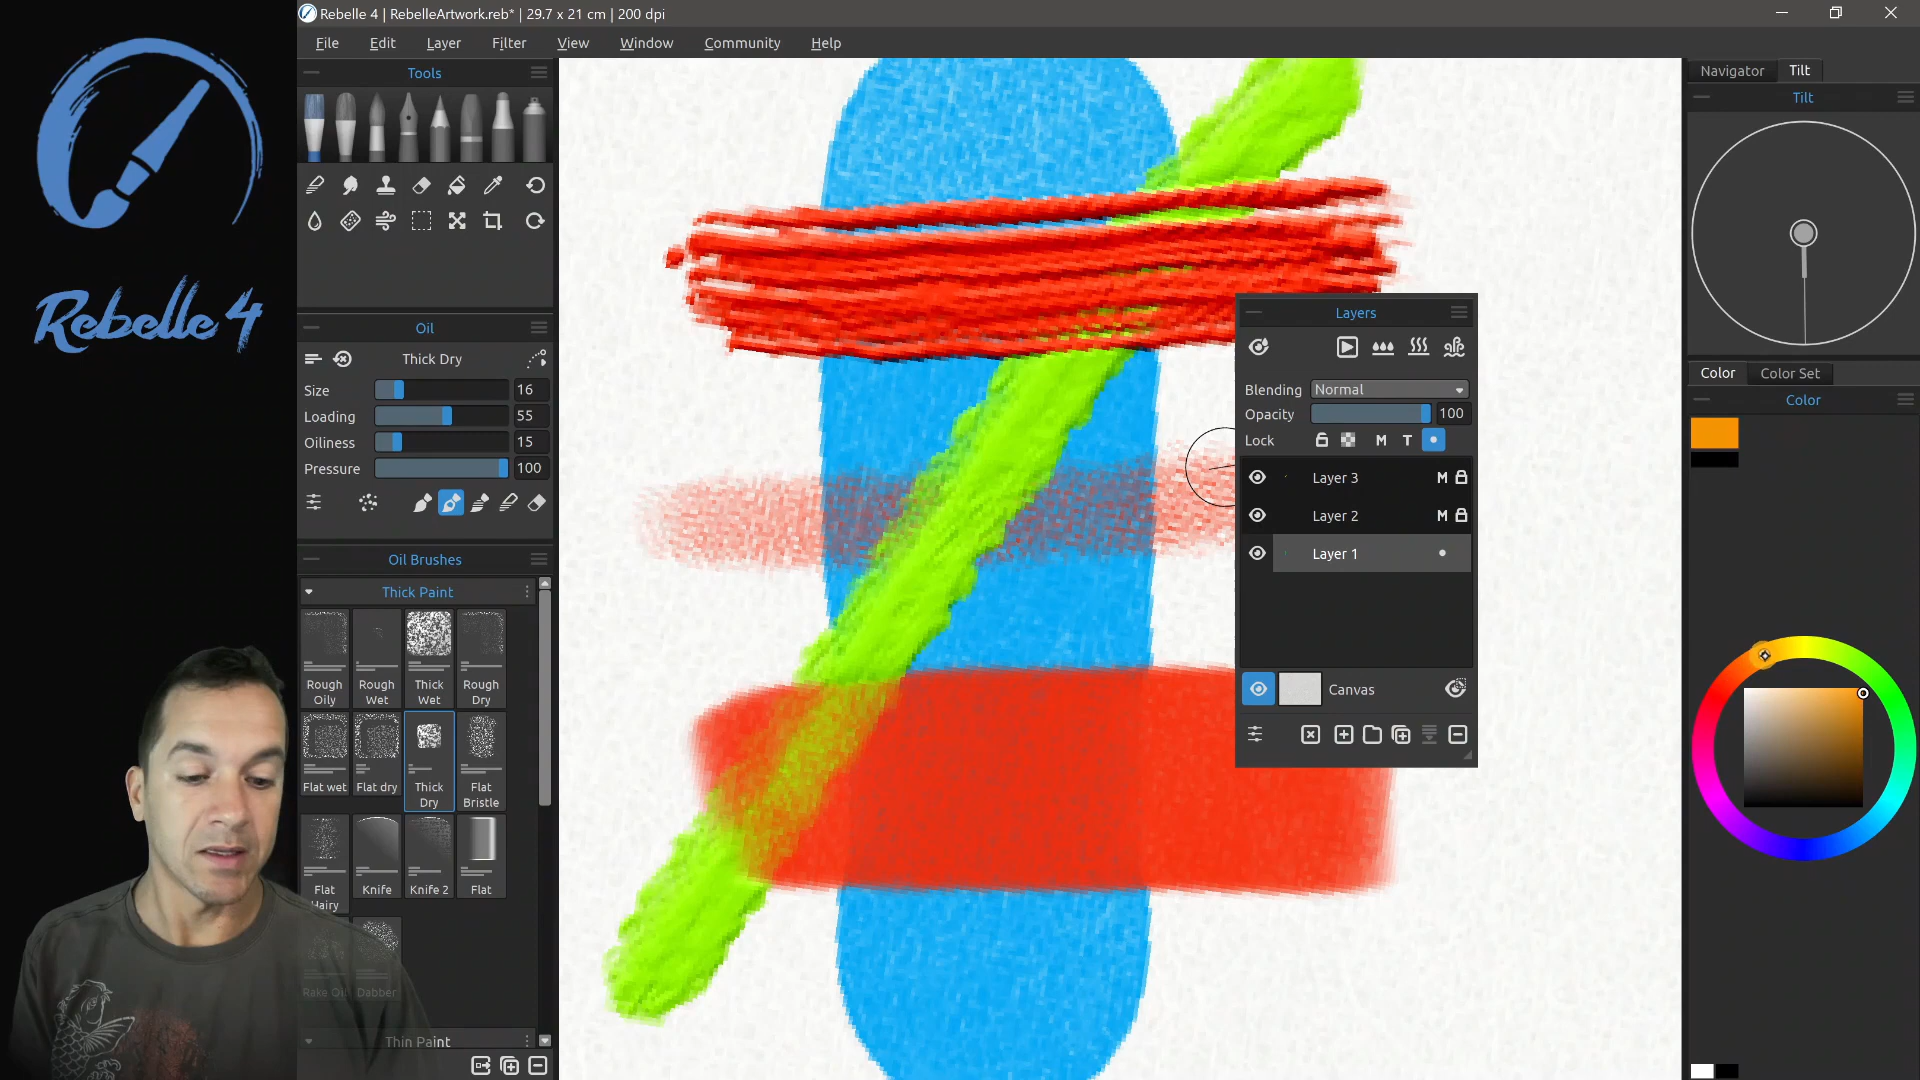 Rebelle 4 | RebelleArtwork.reb* | 29.7 x 21 cm | 200 dpi
File Edit Layer Filter View Window Community Help
Rebelle 4
Tools
Oil
Thick Dry
Size 16
Loading 55
Oiliness 15
Pressure 100
Oil Brushes
Thick Paint
Rough Oily
Rough Wet
Thick Wet
Rough Dry
Flat wet
Flat dry
Thick Dry
Flat Bristle
Flat Hairy
Knife
Knife 2
Flat
Rake Oil
Dabber
Thin Paint
Layers
Blending Normal
Opacity 100
Lock M T
Layer 3 M
Layer 2 M
Layer 1
Canvas
Navigator Tilt
Tilt
Color Color Set
Color